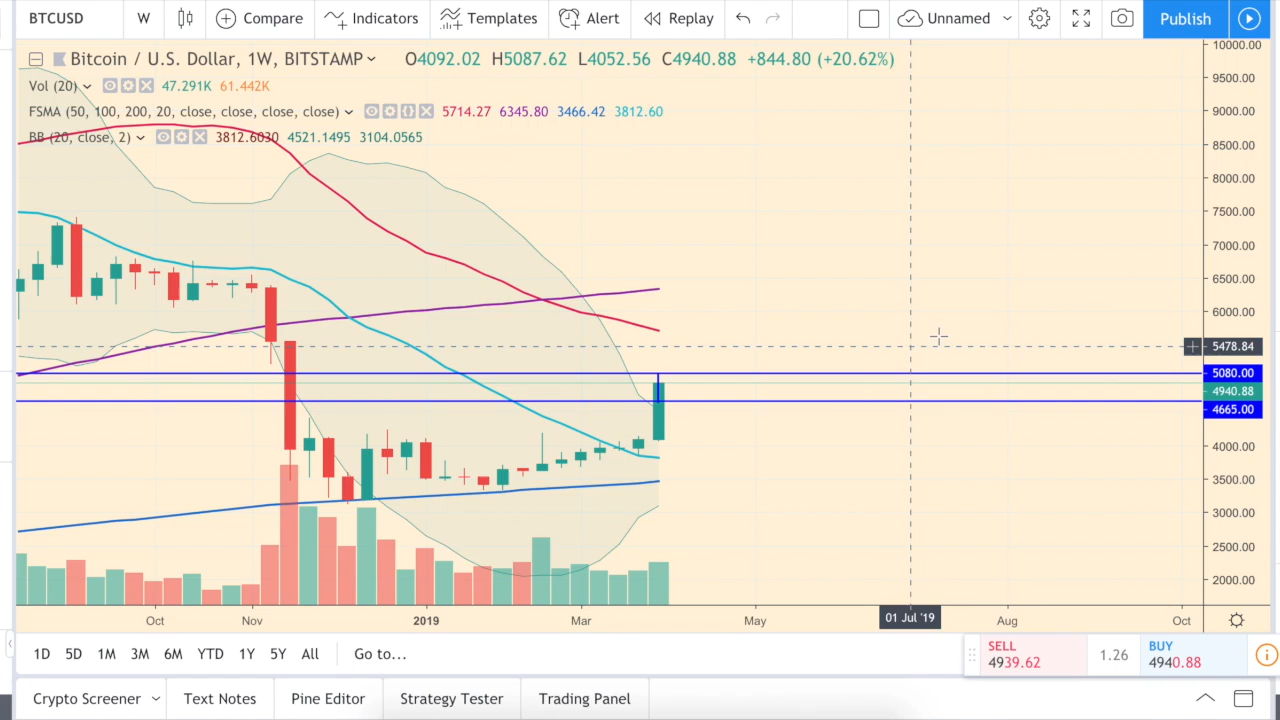 BTCUSD W Compare Indicators Templates Alert Replay Unnamed Publish
Bitcoin / U.S. Dollar, 1W, BITSTAMP O4092.02 H5087.62 L4052.56 C4940.88 +844.80 (+20.62%)
Vol (20) 47.291K 61.442K
FSMA (50, 100, 200, 20, close, close, close, close) 5714.27 6345.80 3466.42 3812.60
BB (20, close, 2) 3812.6030 4521.1495 3104.0565
10000.00
9500.00
9000.00
8500.00
8000.00
7500.00
7000.00
6500.00
6000.00
5478.84
5080.00
4940.88
4665.00
4000.00
3500.00
3000.00
2500.00
2000.00
Oct Nov 2019 Mar May 01 Jul '19 Aug Oct
1D 5D 1M 3M 6M YTD 1Y 5Y All Go to...
SELL 1.26 BUY
4939.62 4940.88
Crypto Screener Text Notes Pine Editor Strategy Tester Trading Panel